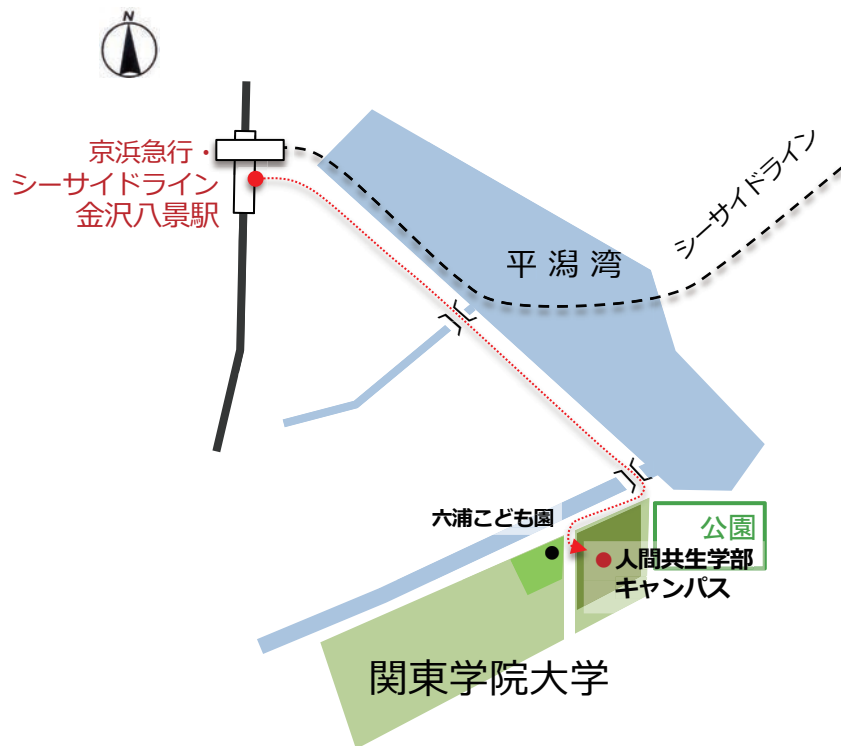 N
京浜急行・
シーサイドライン
金沢八景駅
シーサイドライン
平潟湾
六浦こども園
公園
人間共生学部
キャンパス
関東学院大学